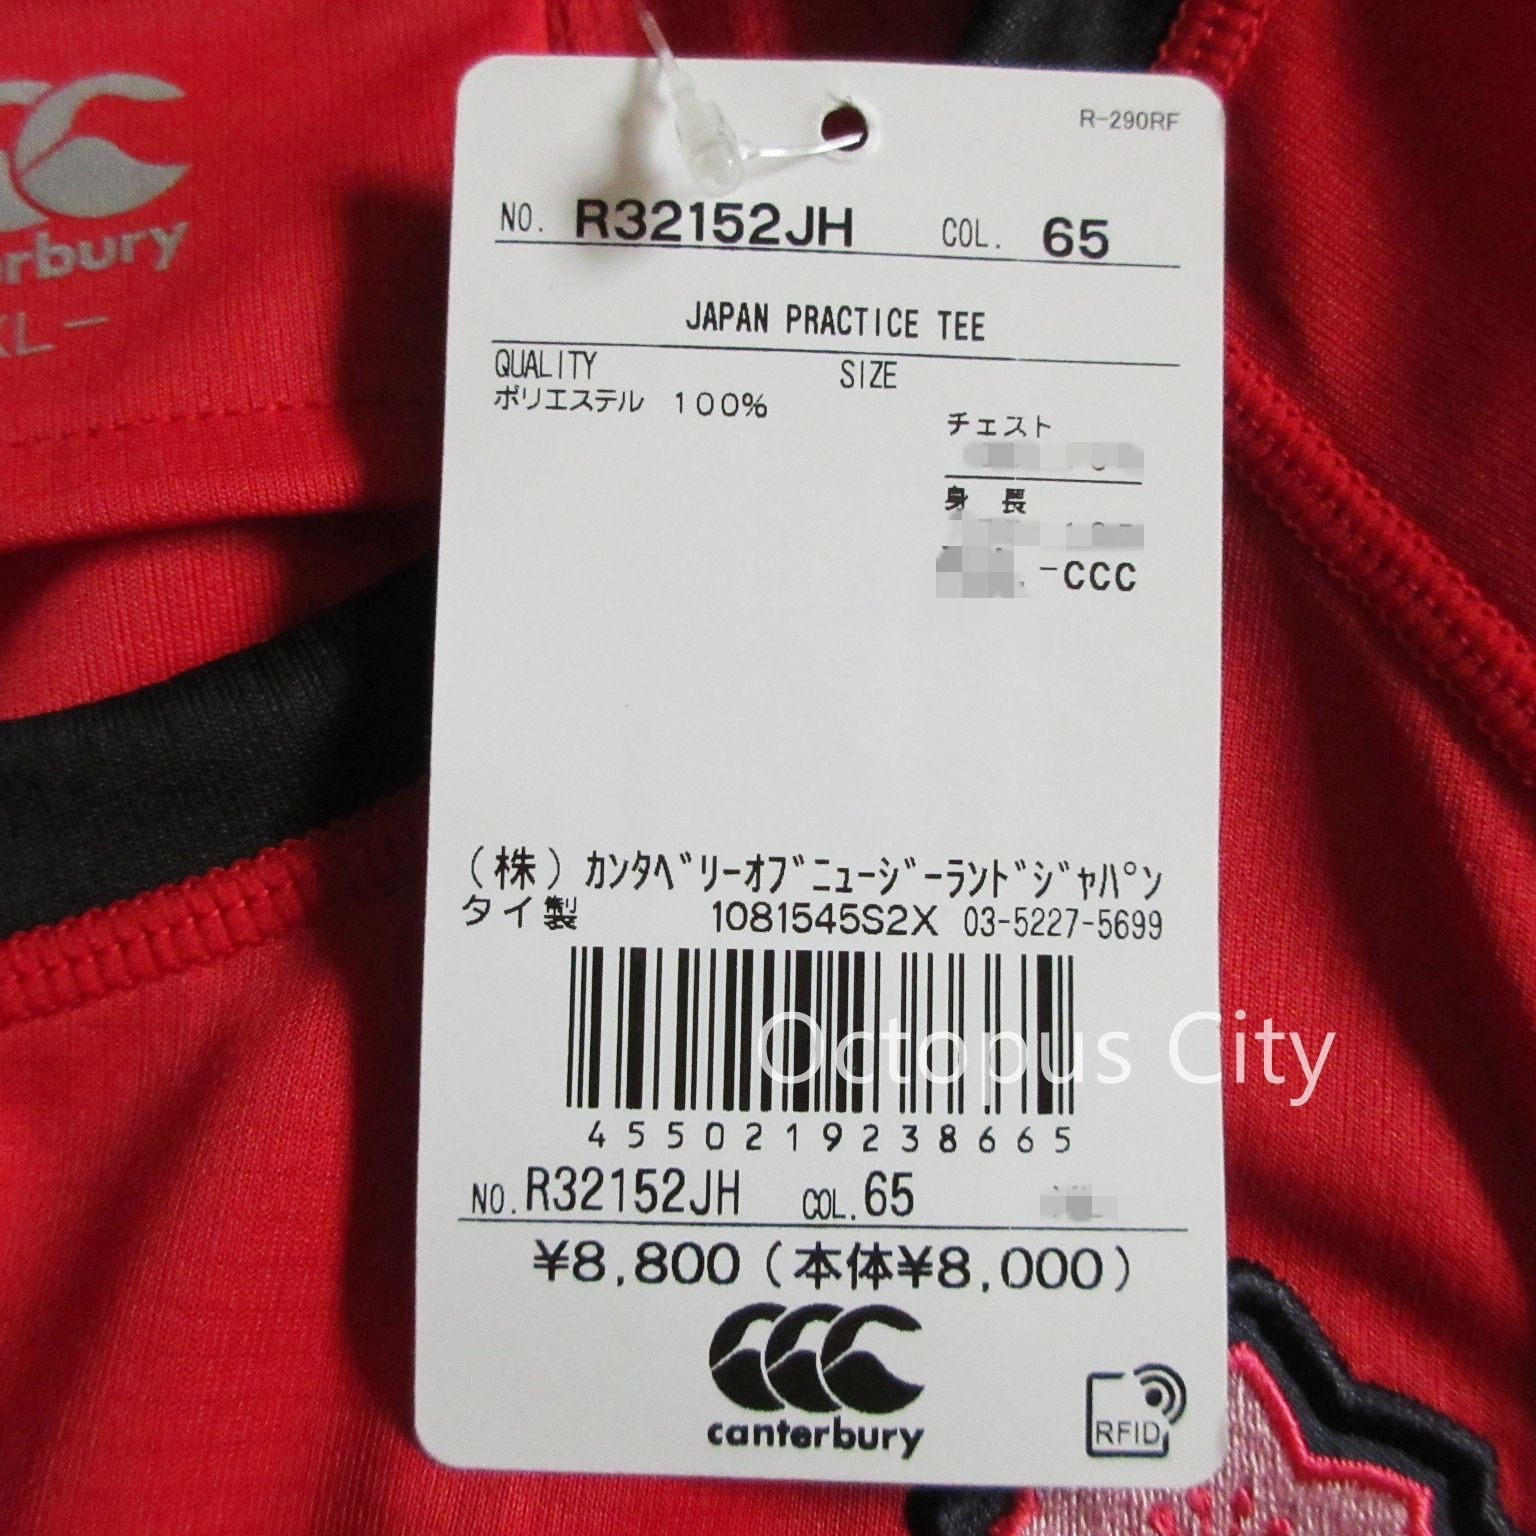 R-290RF
NO. R32152JH COL. 65
JAPAN PRACTICE TEE
QUALITY SIZE
ポリエステル 100%
チェスト
身 長
-CCC
(株)カンタベリーオブニュージーランドジャパン
タイ製 1081545S2X 03-5227-5699
4550219238665
NO. R32152JH COL. 65
¥8,800(本体¥8,000)
canterbury
RFID
Octopus City
rbury
XL-